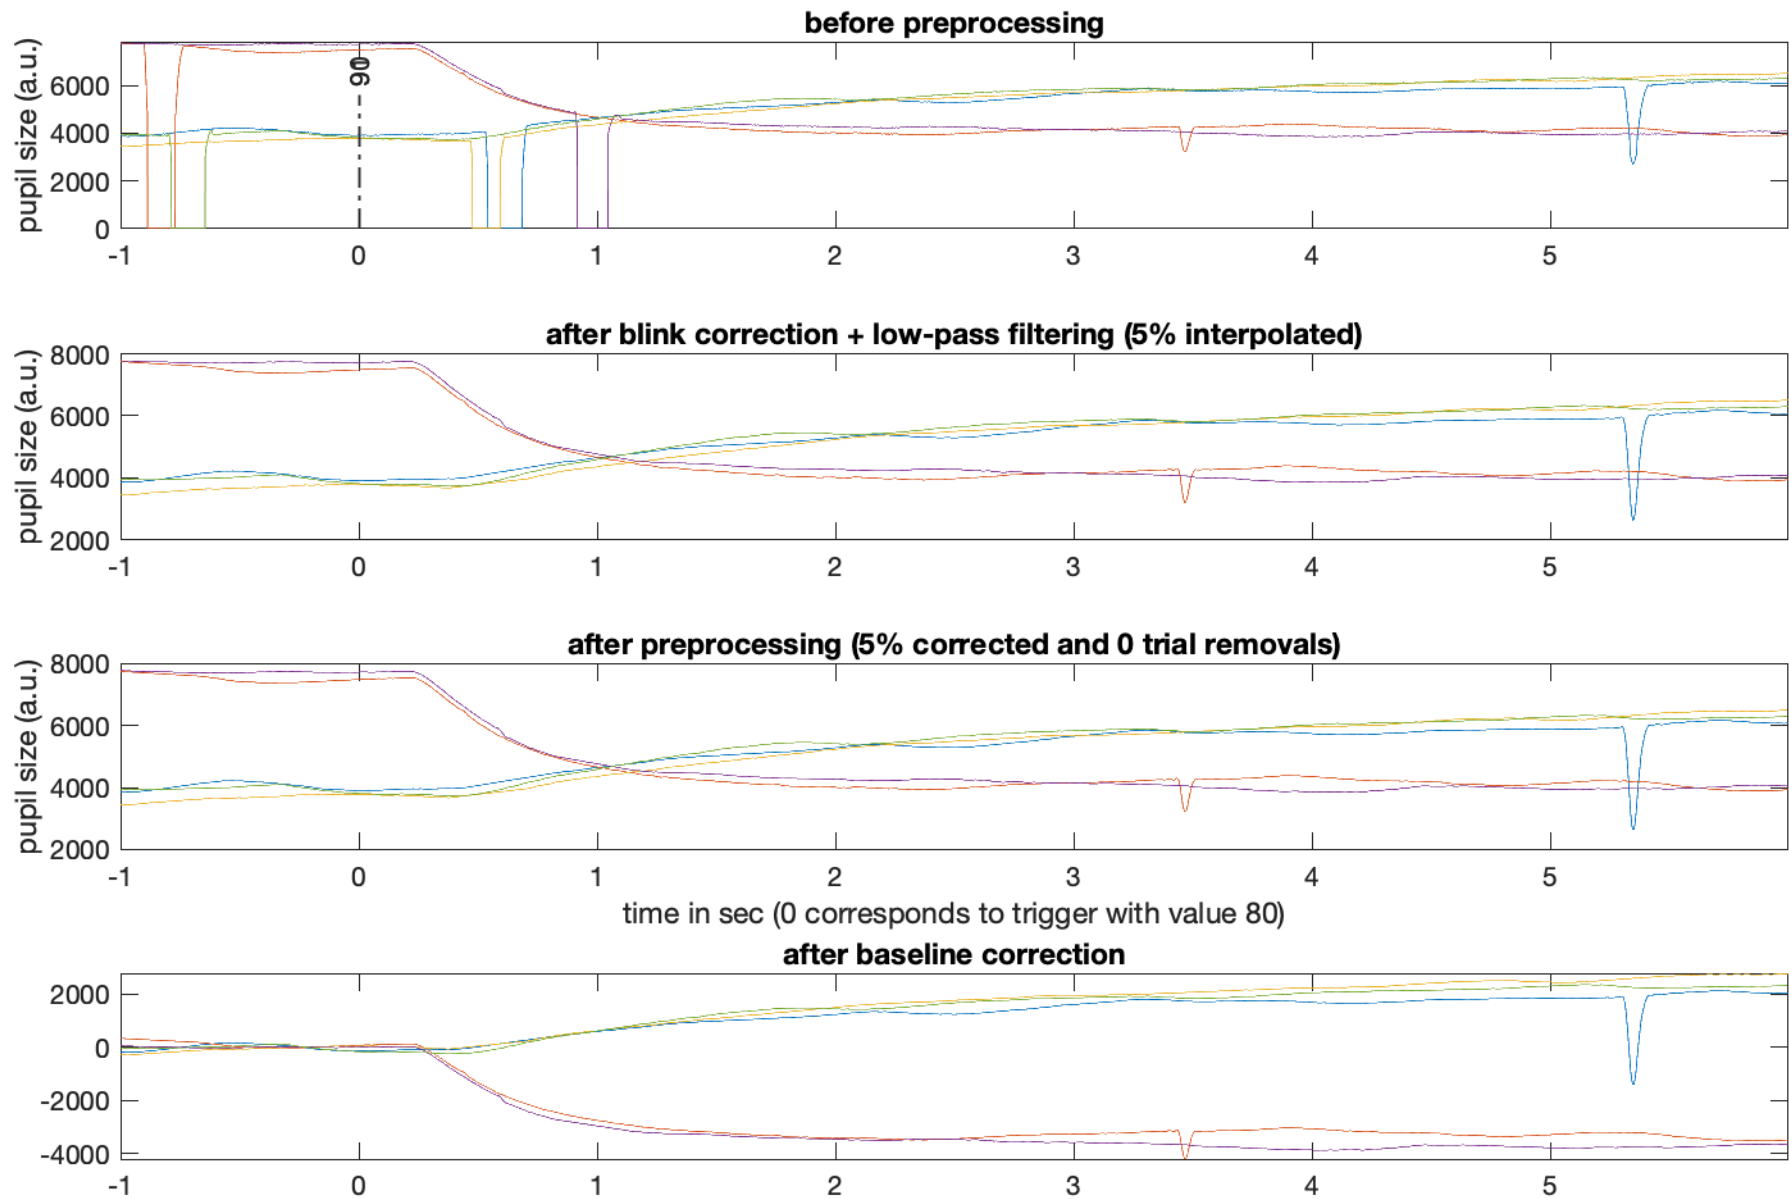 before preprocessing
pupil size (a.u.)
6000
4000
2000
0
-1 0 1 2 3 4 5
after blink correction + low-pass filtering (5% interpolated)
pupil size (a.u.)
8000
6000
4000
2000
-1 0 1 2 3 4 5
after preprocessing (5% corrected and 0 trial removals)
pupil size (a.u.)
8000
6000
4000
2000
-1 0 1 2 3 4 5
time in sec (0 corresponds to trigger with value 80)
after baseline correction
2000
0
-2000
-4000
-1 0 1 2 3 4 5